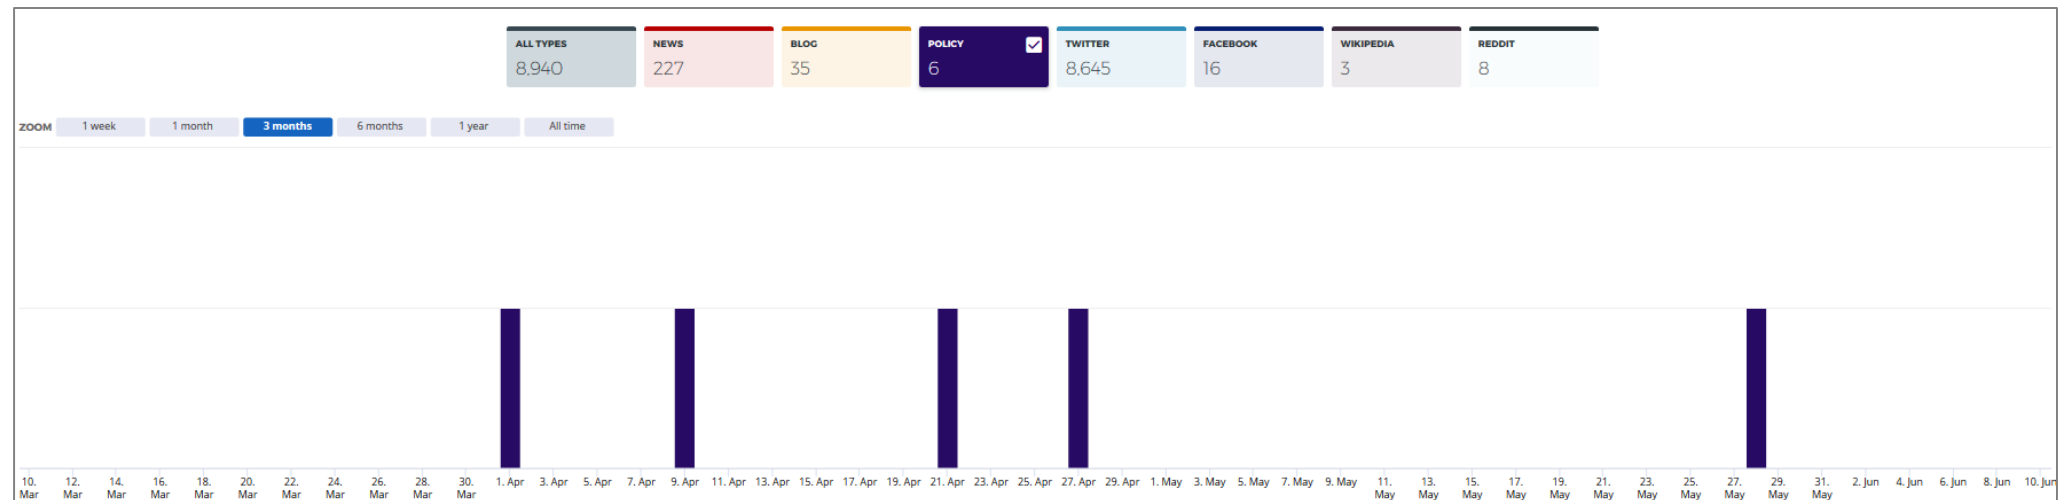 ALL TYPES NEWS BLOG POLICY TWITTER FACEBOOK WIKIPEDIA REDDIT
8,940 227 35 6 8,645 16 3 8
ZOOM 1 week 1 month 3 months 6 months 1 year All time
10. 12. 14. 16. 18. 20. 22. 24. 26. 28. 30. 1. Apr 3. Apr 5. Apr 7. Apr 9. Apr 11. Apr 13. Apr 15. Apr 17. Apr 19. Apr 21. Apr 23. Apr 25. Apr 27. Apr 29. Apr 1. May 3. May 5. May 7. May 9. May 11. 13. 15. 17. 19. 21. 23. 25. 27. 29. 31. 2. Jun 4. Jun 6. Jun 8. Jun 10. Jun
Mar Mar Mar Mar Mar Mar Mar Mar Mar Mar Mar May May May May May May May May May May May